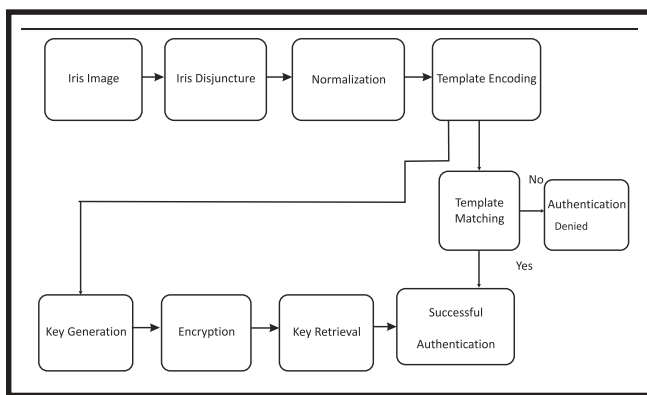 Iris Image
Iris Disjuncture
Normalization
Template Encoding
No
Template
Matching
Authentication
Denied
Yes
Key Generation
Encryption
Key Retrieval
Successful
Authentication